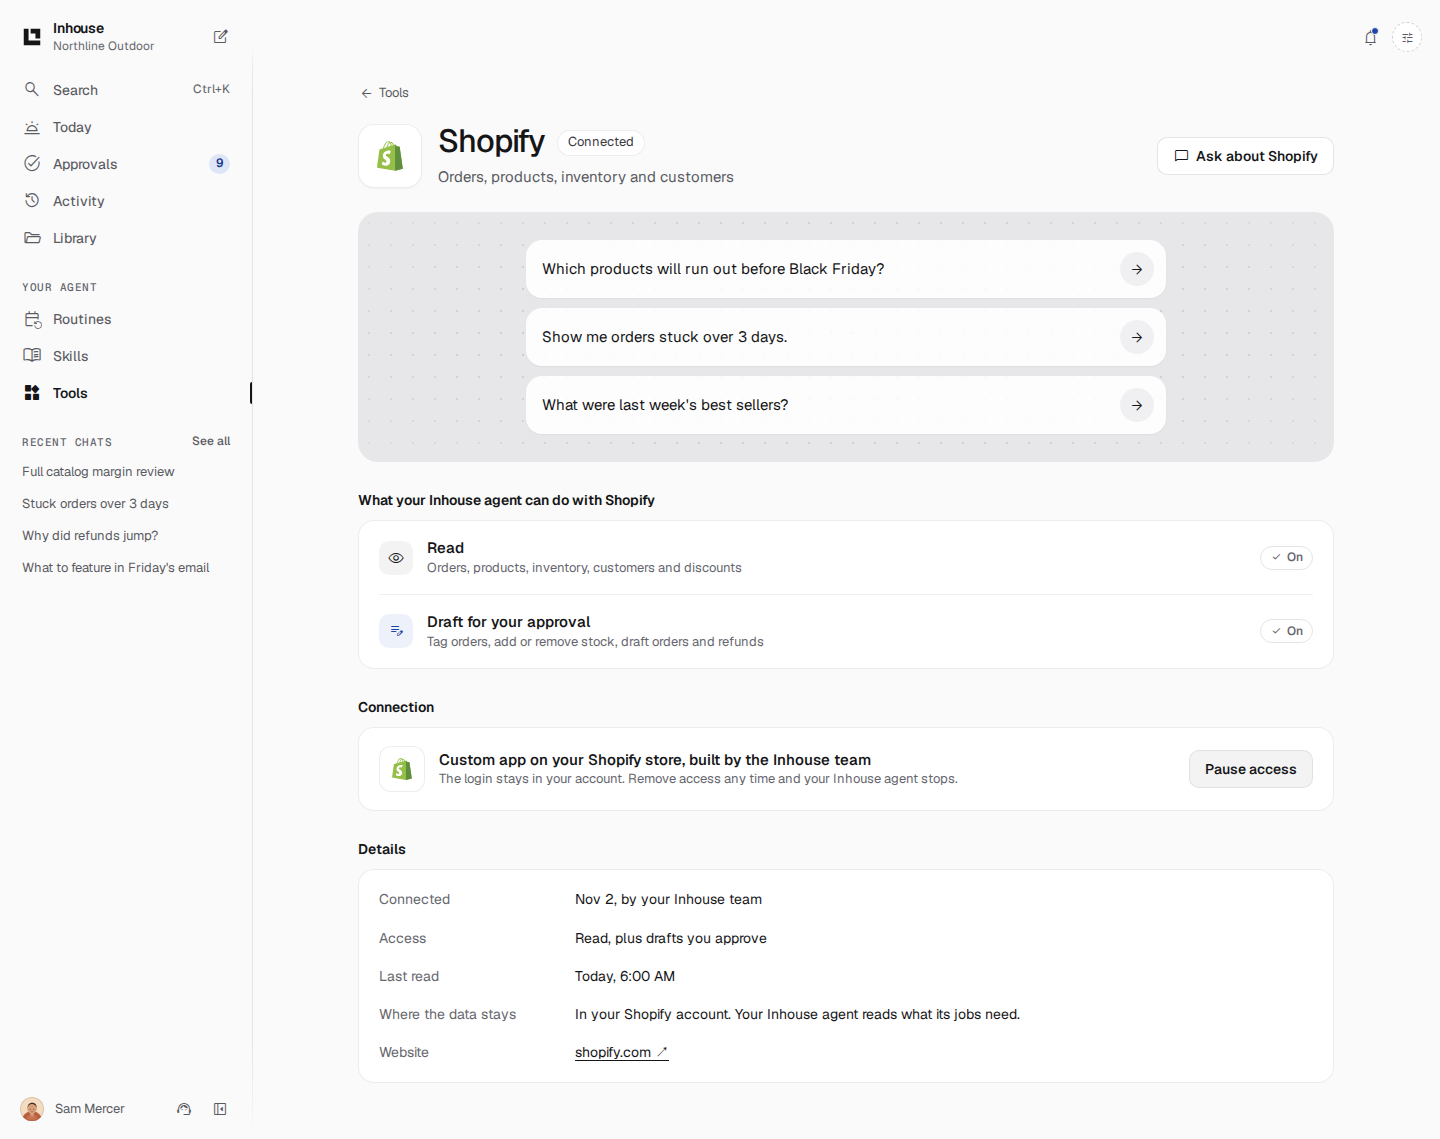 Inhouse
Northline Outdoor
Search Ctrl+K
Today
Approvals 9
Activity
Library
YOUR AGENT
Routines
Skills
Tools
RECENT CHATS See all
Full catalog margin review
Stuck orders over 3 days
Why did refunds jump?
What to feature in Friday's email
Sam Mercer
← Tools
Shopify Connected
Orders, products, inventory and customers
Ask about Shopify
Which products will run out before Black Friday?
Show me orders stuck over 3 days.
What were last week's best sellers?
What your Inhouse agent can do with Shopify
Read
Orders, products, inventory, customers and discounts
On
Draft for your approval
Tag orders, add or remove stock, draft orders and refunds
On
Connection
Custom app on your Shopify store, built by the Inhouse team
The login stays in your account. Remove access any time and your Inhouse agent stops.
Pause access
Details
Connected Nov 2, by your Inhouse team
Access Read, plus drafts you approve
Last read Today, 6:00 AM
Where the data stays In your Shopify account. Your Inhouse agent reads what its jobs need.
Website shopify.com ↗